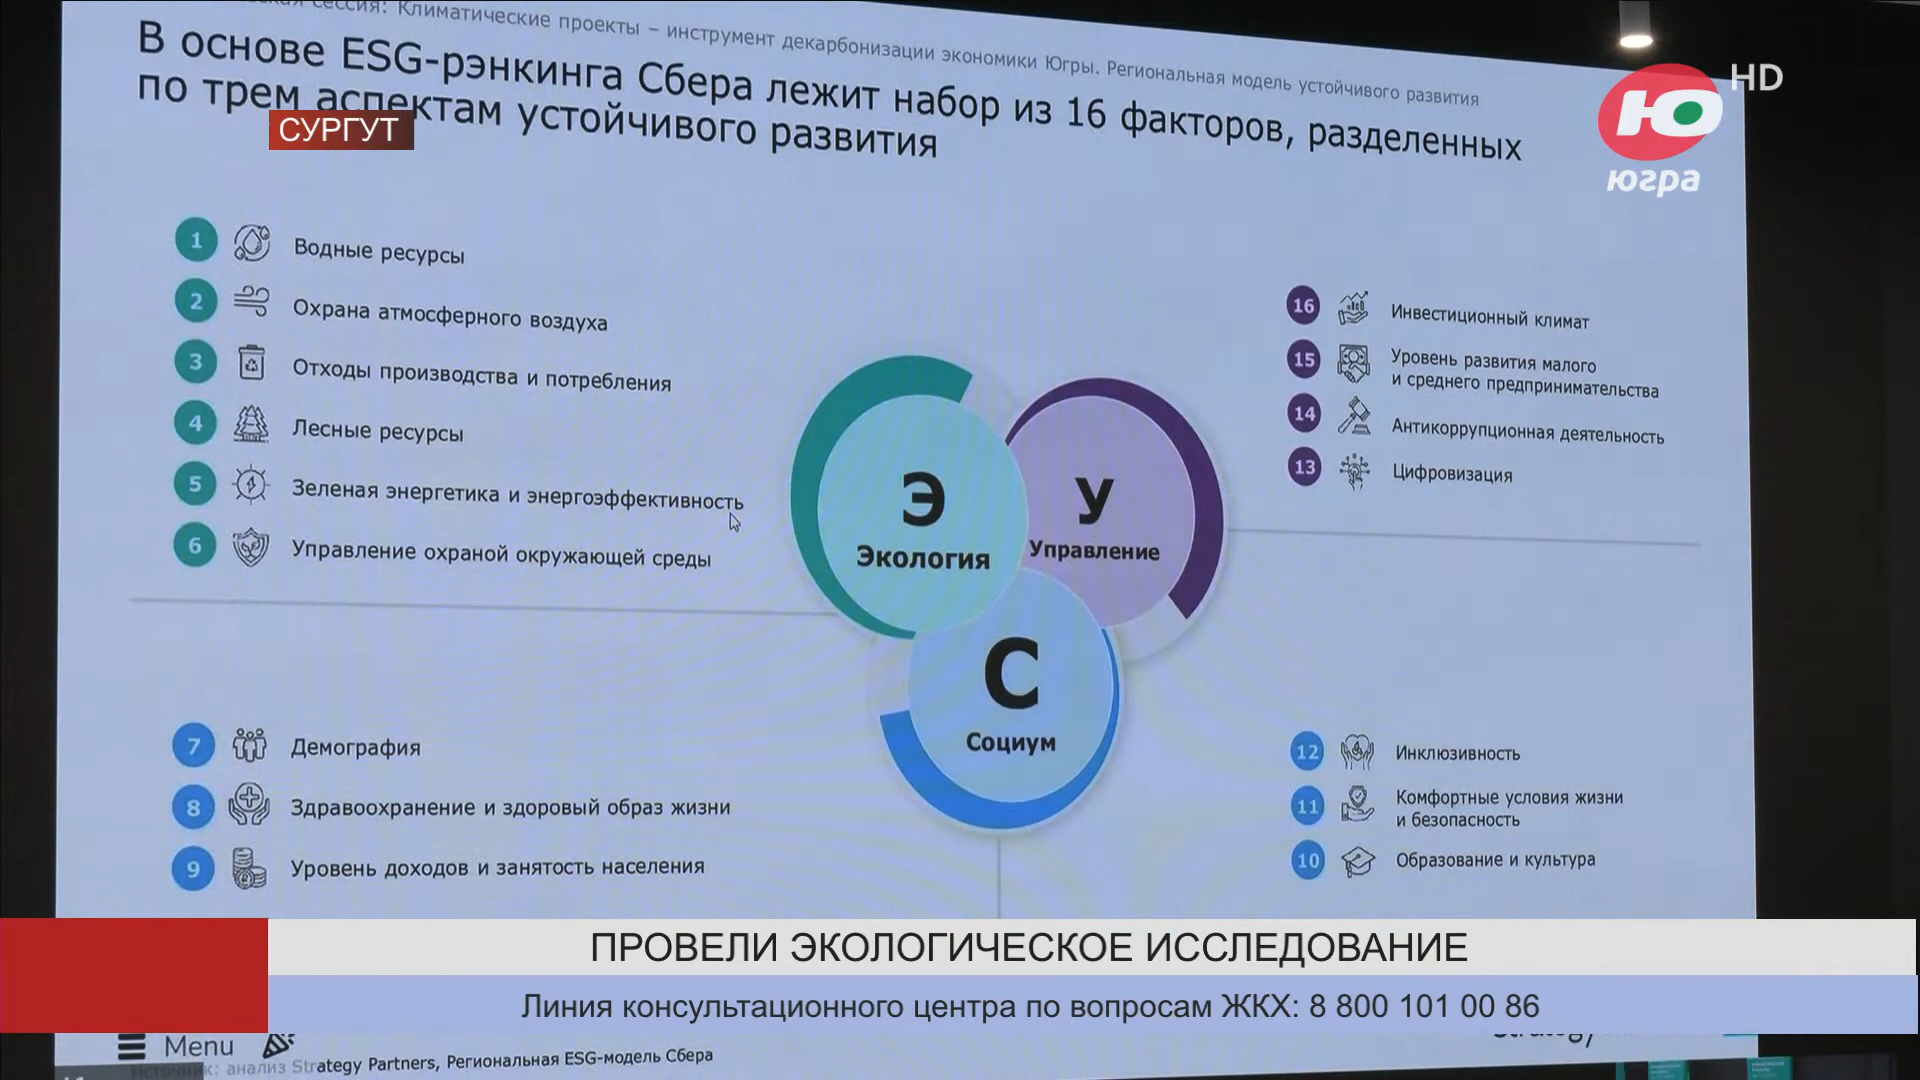 сессия: Климатические проекты – инструмент декарбонизации экономики Югры. Региональная модель устойчивого развития
В основе ESG-рэнкинга Сбера лежит набор из 16 факторов, разделенных
по трем аспектам устойчивого развития
СУРГУТ
HD
Ю
югра
1 Водные ресурсы
2 Охрана атмосферного воздуха
3 Отходы производства и потребления
4 Лесные ресурсы
5 Зеленая энергетика и энергоэффективность
6 Управление охраной окружающей среды
16 Инвестиционный климат
15 Уровень развития малого
и среднего предпринимательства
14 Антикоррупционная деятельность
13 Цифровизация
Э
Экология
У
Управление
С
Социум
7 Демография
8 Здравоохранение и здоровый образ жизни
9 Уровень доходов и занятость населения
12 Инклюзивность
11 Комфортные условия жизни
и безопасность
10 Образование и культура
ПРОВЕЛИ ЭКОЛОГИЧЕСКОЕ ИССЛЕДОВАНИЕ
Линия консультационного центра по вопросам ЖКХ: 8 800 101 00 86
Menu
Источник: анализ Strategy Partners, Региональная ESG-модель Сбера
Strategy